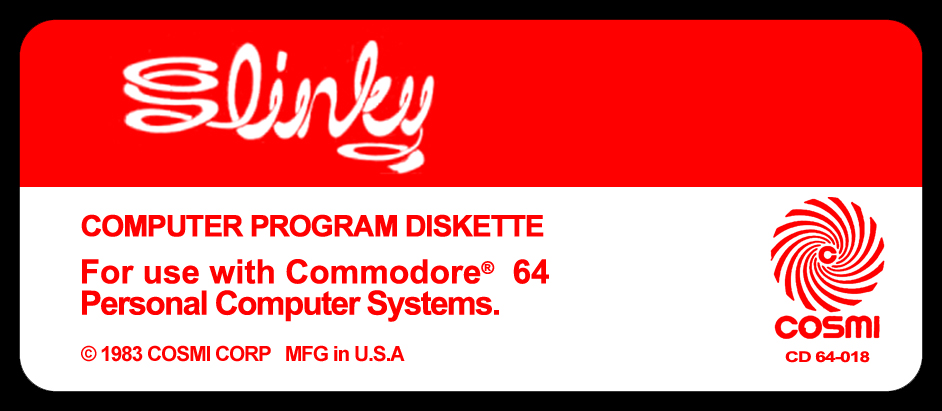 Slinky
COMPUTER PROGRAM DISKETTE
For use with Commodore® 64
Personal Computer Systems.
© 1983 COSMI CORP MFG in U.S.A
C
COSMI
CD 64-018